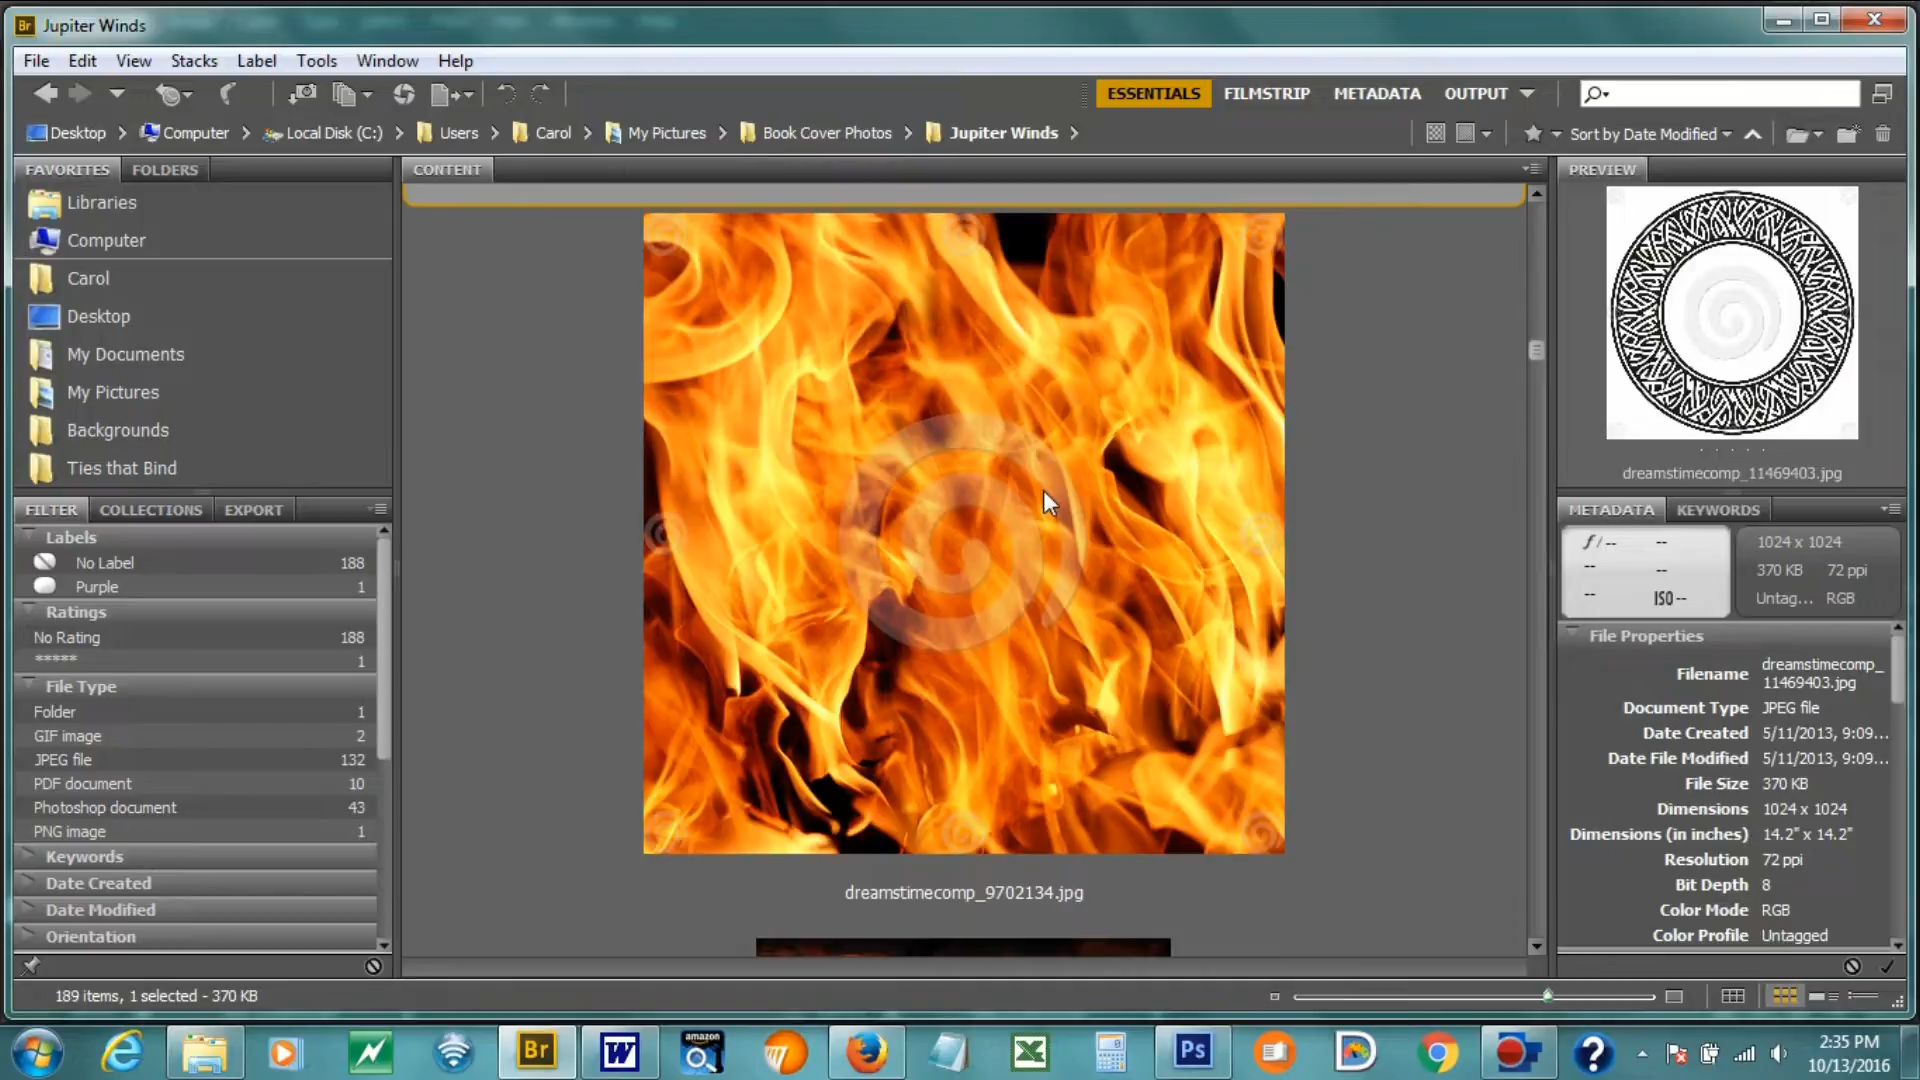 Br Jupiter Winds
File Edit View Stacks Label Tools Window Help
ESSENTIALS FILMSTRIP METADATA OUTPUT
Desktop Computer Local Disk (C:) Users Carol My Pictures Book Cover Photos Jupiter Winds Sort by Date Modified
FAVORITES FOLDERS
Libraries
Computer
Carol
Desktop
My Documents
My Pictures
Backgrounds
Ties that Bind
FILTER COLLECTIONS EXPORT
Labels
No Label 188
Purple 1
Ratings
No Rating 188
***** 1
File Type
Folder 1
GIF image 2
JPEG file 132
PDF document 10
Photoshop document 43
PNG image 1
Keywords
Date Created
Date Modified
Orientation
CONTENT
dreamstimecomp_9702134.jpg
PREVIEW
dreamstimecomp_11469403.jpg
METADATA KEYWORDS
f/-- --
-- --
-- ISO --
1024 x 1024
370 KB 72 ppi
Untag... RGB
File Properties
Filename dreamstimecomp_
11469403.jpg
Document Type JPEG file
Date Created 5/11/2013, 9:09...
Date File Modified 5/11/2013, 9:09...
File Size 370 KB
Dimensions 1024 x 1024
Dimensions (in inches) 14.2" x 14.2"
Resolution 72 ppi
Bit Depth 8
Color Mode RGB
Color Profile Untagged
189 items, 1 selected - 370 KB
Br W amazon Ps
2:35 PM
10/13/2016